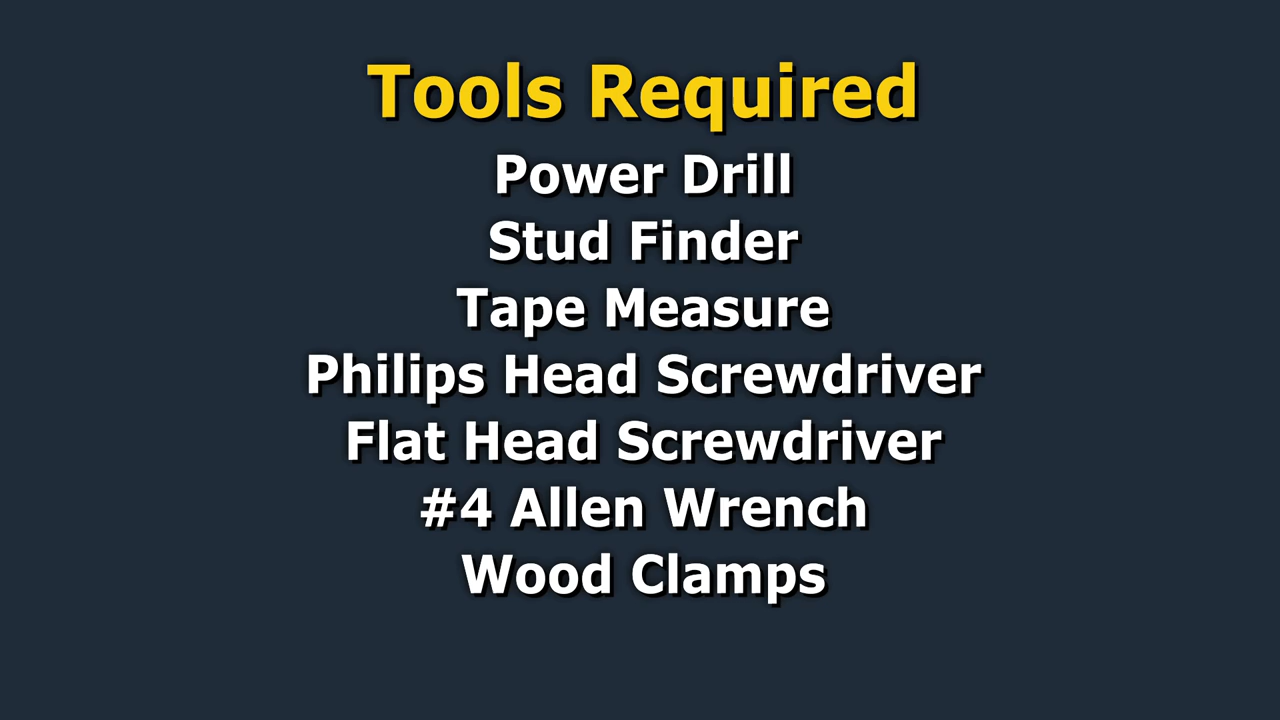 Tools Required
Power Drill
Stud Finder
Tape Measure
Philips Head Screwdriver
Flat Head Screwdriver
#4 Allen Wrench
Wood Clamps